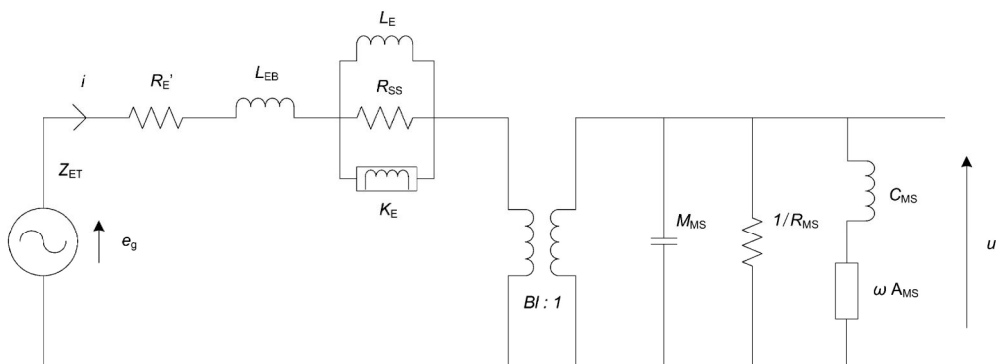 L_E
i
R_E'
L_EB
R_SS
Z_ET
K_E
e_g
M_MS
1/R_MS
C_MS
u
Bl : 1
ω A_MS